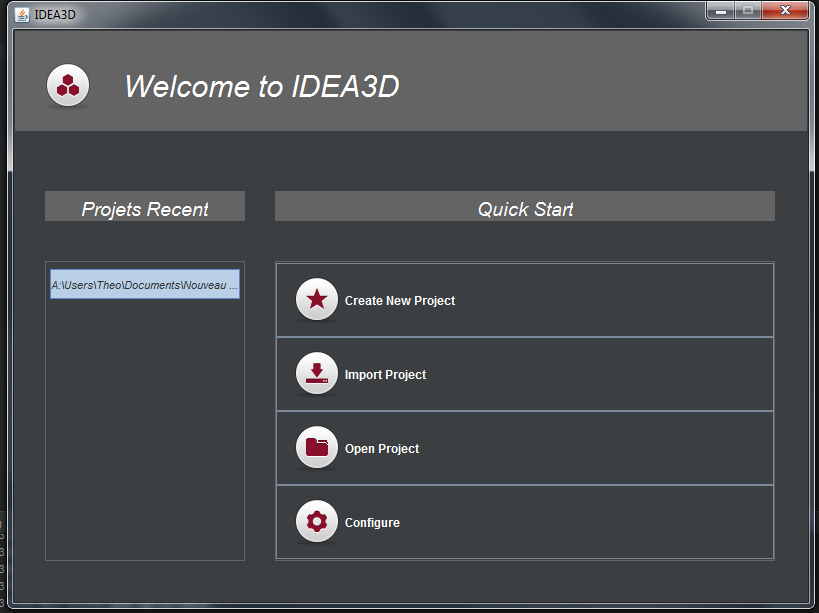 IDEA3D
Welcome to IDEA3D
Projets Recent
Quick Start
A:\Users\Theo\Documents\Nouveau ...
Create New Project
Import Project
Open Project
Configure